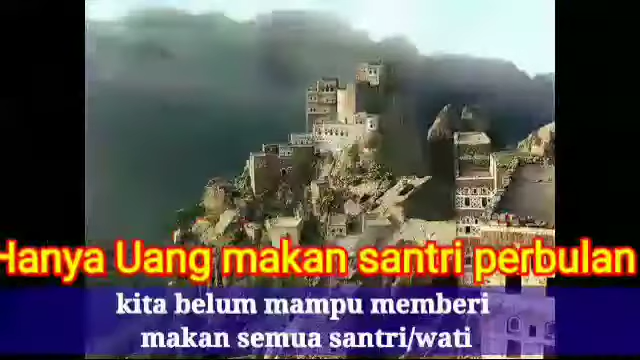 Hanya Uang makan santri perbulan
kita belum mampu memberi
makan semua santri/wati